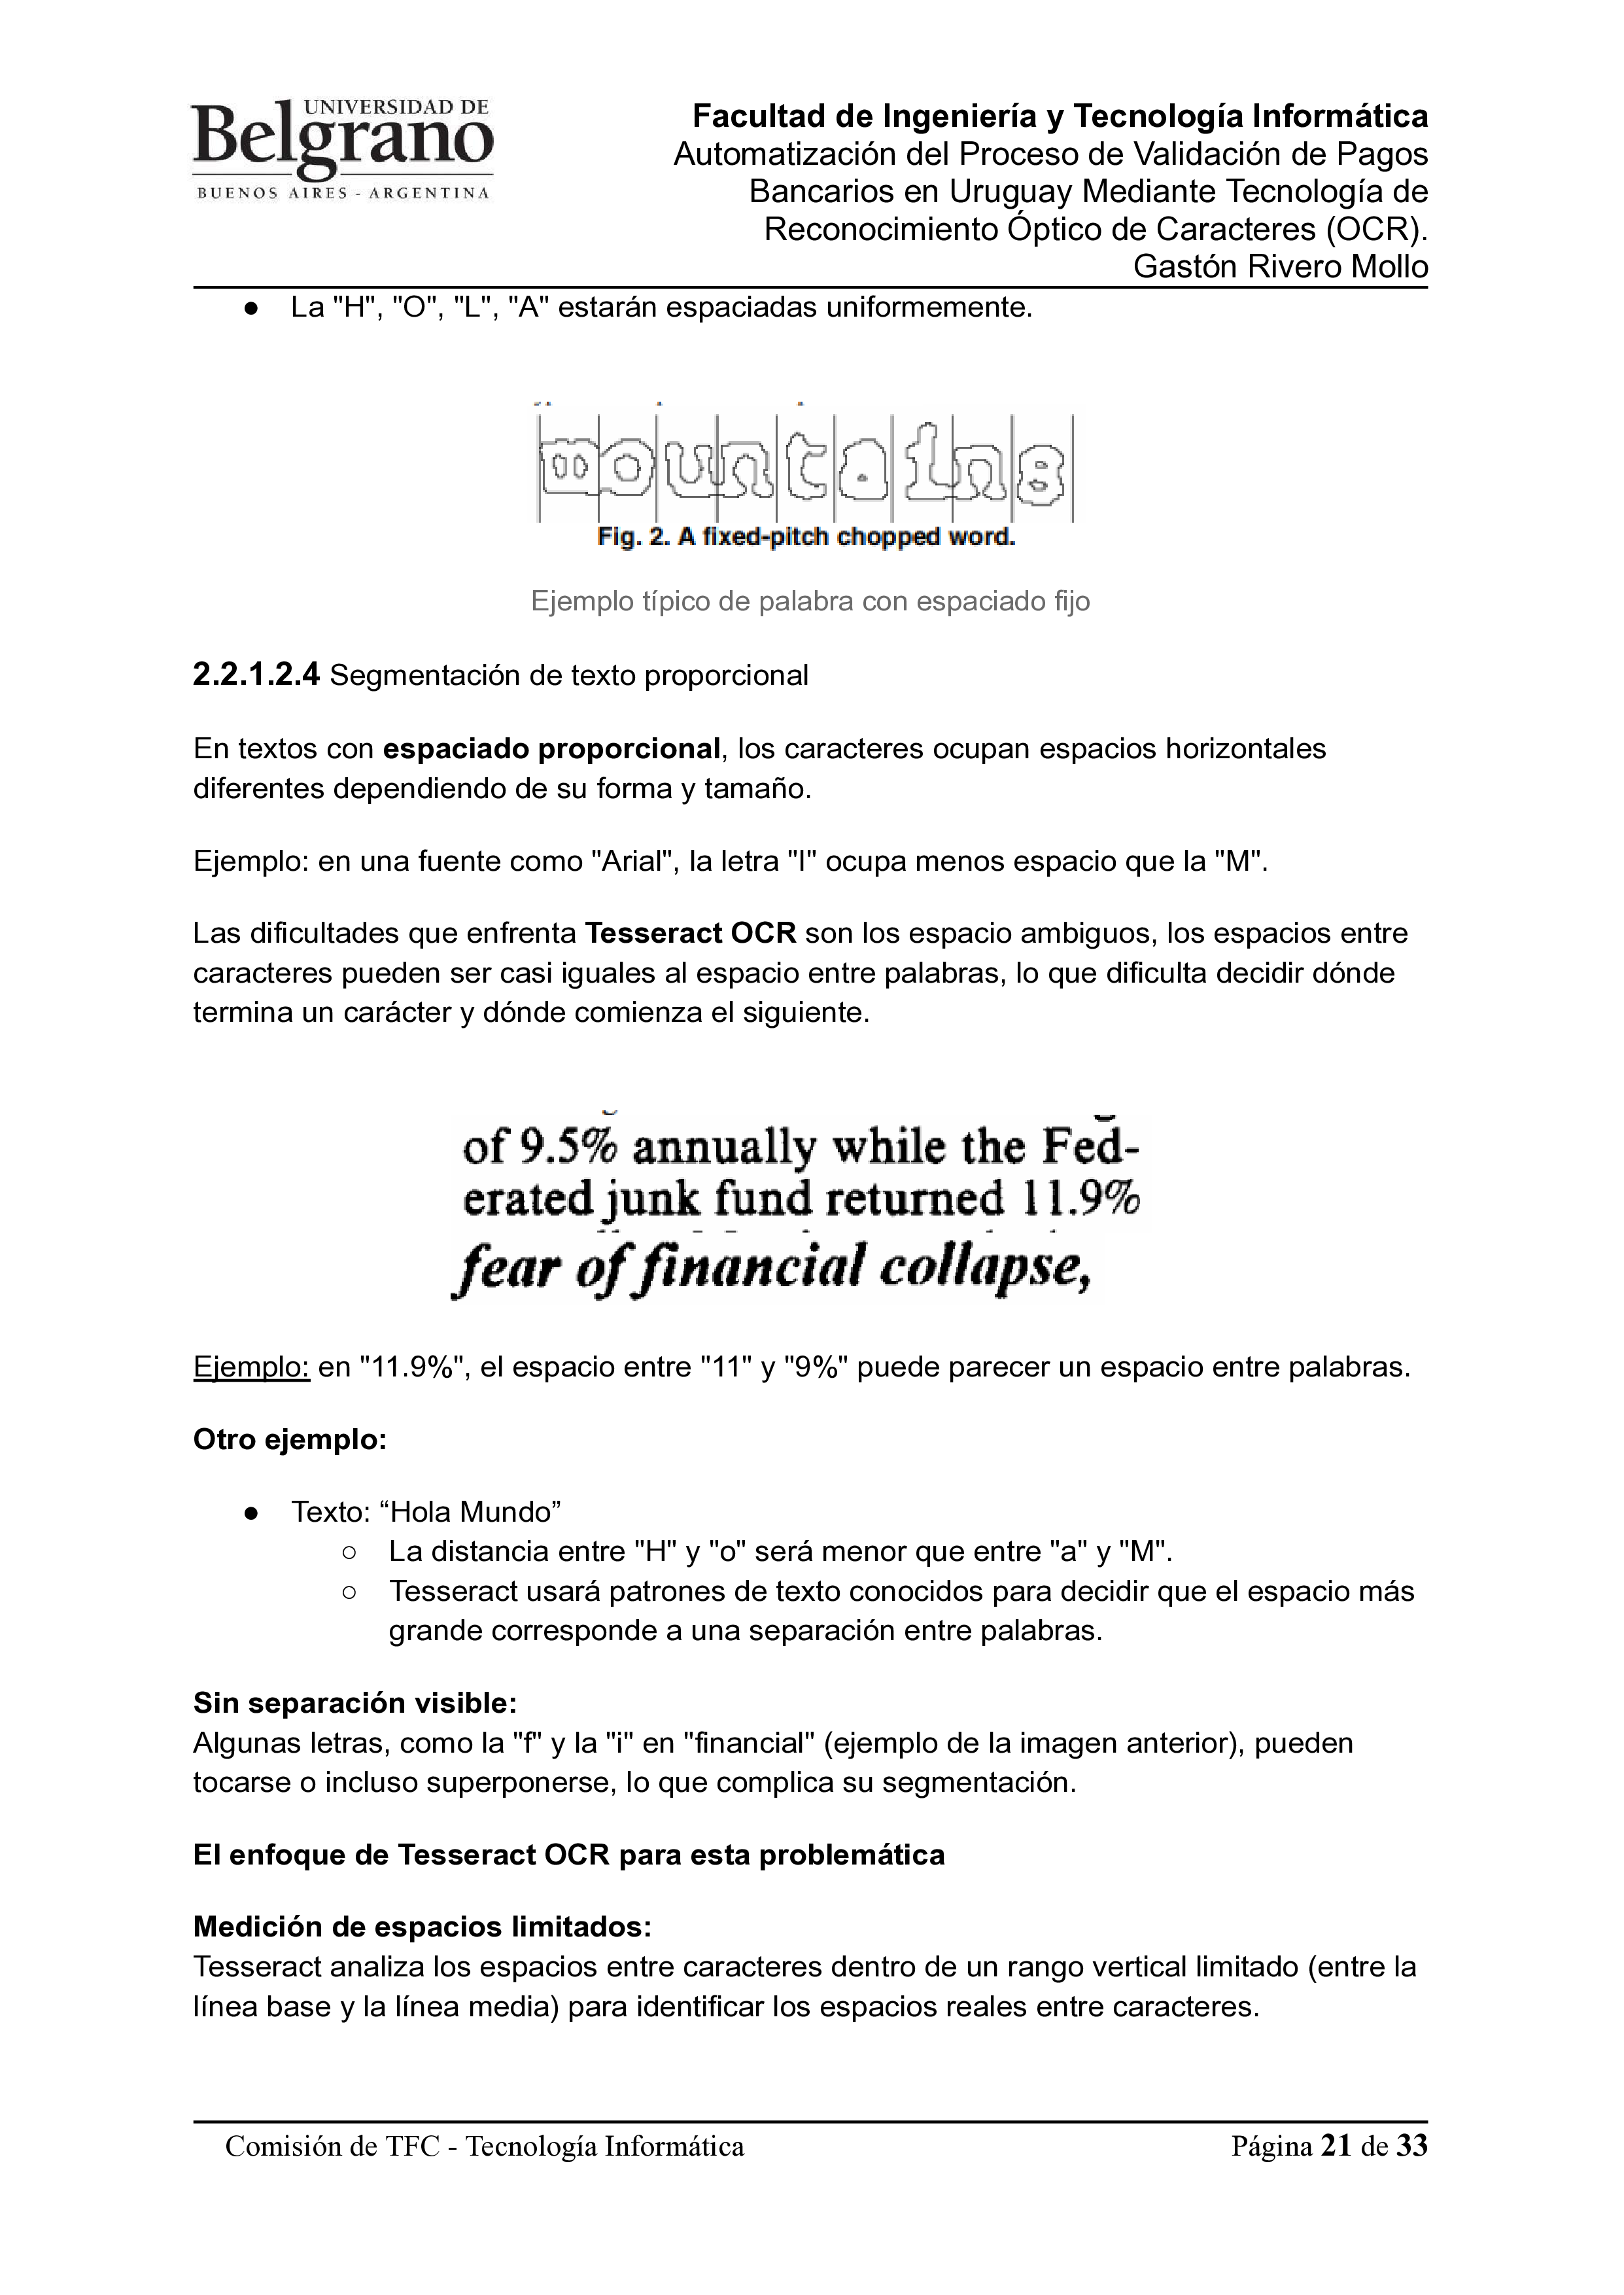 UNIVERSIDAD DE
Belgrano
BUENOS AIRES - ARGENTINA
Facultad de Ingeniería y Tecnología Informática
Automatización del Proceso de Validación de Pagos
Bancarios en Uruguay Mediante Tecnología de
Reconocimiento Óptico de Caracteres (OCR).
Gastón Rivero Mollo
● La "H", "O", "L", "A" estarán espaciadas uniformemente.
mountains
Fig. 2. A fixed-pitch chopped word.
Ejemplo típico de palabra con espaciado fijo
2.2.1.2.4 Segmentación de texto proporcional
En textos con espaciado proporcional, los caracteres ocupan espacios horizontales
diferentes dependiendo de su forma y tamaño.
Ejemplo: en una fuente como "Arial", la letra "I" ocupa menos espacio que la "M".
Las dificultades que enfrenta Tesseract OCR son los espacio ambiguos, los espacios entre
caracteres pueden ser casi iguales al espacio entre palabras, lo que dificulta decidir dónde
termina un carácter y dónde comienza el siguiente.
of 9.5% annually while the Fed-
erated junk fund returned 11.9%
fear of financial collapse,
Ejemplo: en "11.9%", el espacio entre "11" y "9%" puede parecer un espacio entre palabras.
Otro ejemplo:
● Texto: “Hola Mundo”
○ La distancia entre "H" y "o" será menor que entre "a" y "M".
○ Tesseract usará patrones de texto conocidos para decidir que el espacio más
grande corresponde a una separación entre palabras.
Sin separación visible:
Algunas letras, como la "f" y la "i" en "financial" (ejemplo de la imagen anterior), pueden
tocarse o incluso superponerse, lo que complica su segmentación.
El enfoque de Tesseract OCR para esta problemática
Medición de espacios limitados:
Tesseract analiza los espacios entre caracteres dentro de un rango vertical limitado (entre la
línea base y la línea media) para identificar los espacios reales entre caracteres.
Comisión de TFC - Tecnología Informática
Página 21 de 33